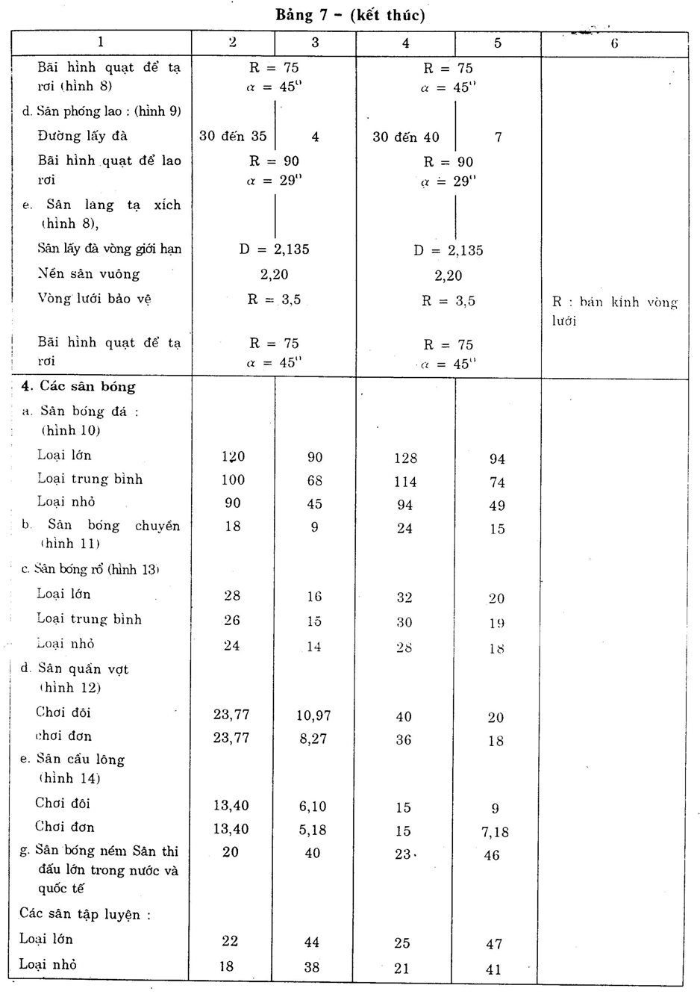 Bảng 7 - (kết thúc)
1 2 3 4 5 6
Bãi hình quạt để tạ R = 75 R = 75
rơi (hình 8) α = 45° α = 45°
d. Sân phóng lao : (hình 9)
Đường lấy đà 30 đến 35 4 30 đến 40 7
Bãi hình quạt để lao R = 90 R = 90
rơi α = 29° α = 29°
e. Sân lăng tạ xích
(hình 8),
Sân lấy đà vòng giới hạn D = 2,135 D = 2,135
Nền sân vuông 2,20 2,20
Vòng lưới bảo vệ R = 3,5 R = 3,5 R : bán kính vòng
lưới
Bãi hình quạt để tạ R = 75 R = 75
rơi α = 45° α = 45°
4. Các sân bóng
a. Sân bóng đá :
(hình 10)
Loại lớn 120 90 128 94
Loại trung bình 100 68 114 74
Loại nhỏ 90 45 94 49
b. Sân bóng chuyền 18 9 24 15
(hình 11)
c. Sân bóng rổ (hình 13)
Loại lớn 28 16 32 20
Loại trung bình 26 15 30 19
Loại nhỏ 24 14 28 18
d. Sân quần vợt
(hình 12)
Chơi đôi 23,77 10,97 40 20
chơi đơn 23,77 8,27 36 18
e. Sân cầu lông
(hình 14)
Chơi đôi 13,40 6,10 15 9
Chơi đơn 13,40 5,18 15 7,18
g. Sân bóng ném Sân thi 20 40 23 46
đấu lớn trong nước và
quốc tế
Các sân tập luyện :
Loại lớn 22 44 25 47
Loại nhỏ 18 38 21 41